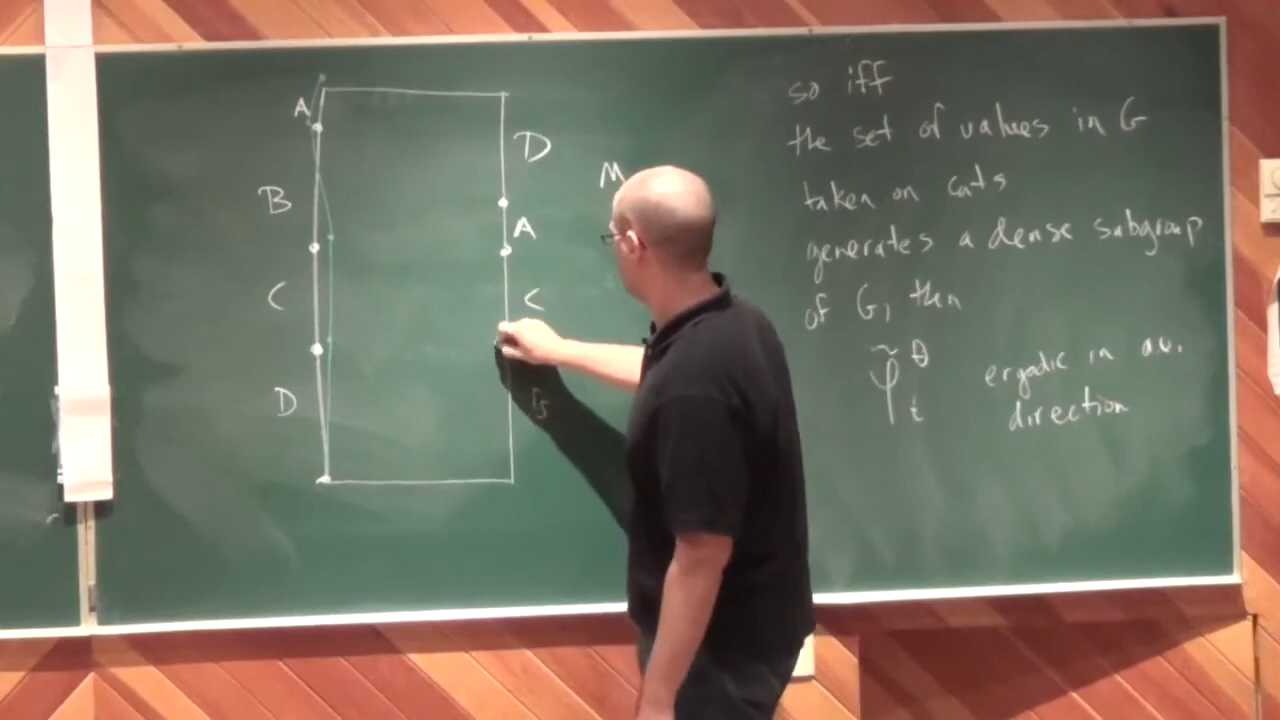 A
B
C
D
D
A
C
B
M
so iff
the set of values in G
taken on cuts
generates a dense subgroup
of G, then
φ̃ θ t ergodic in a.e.
direction